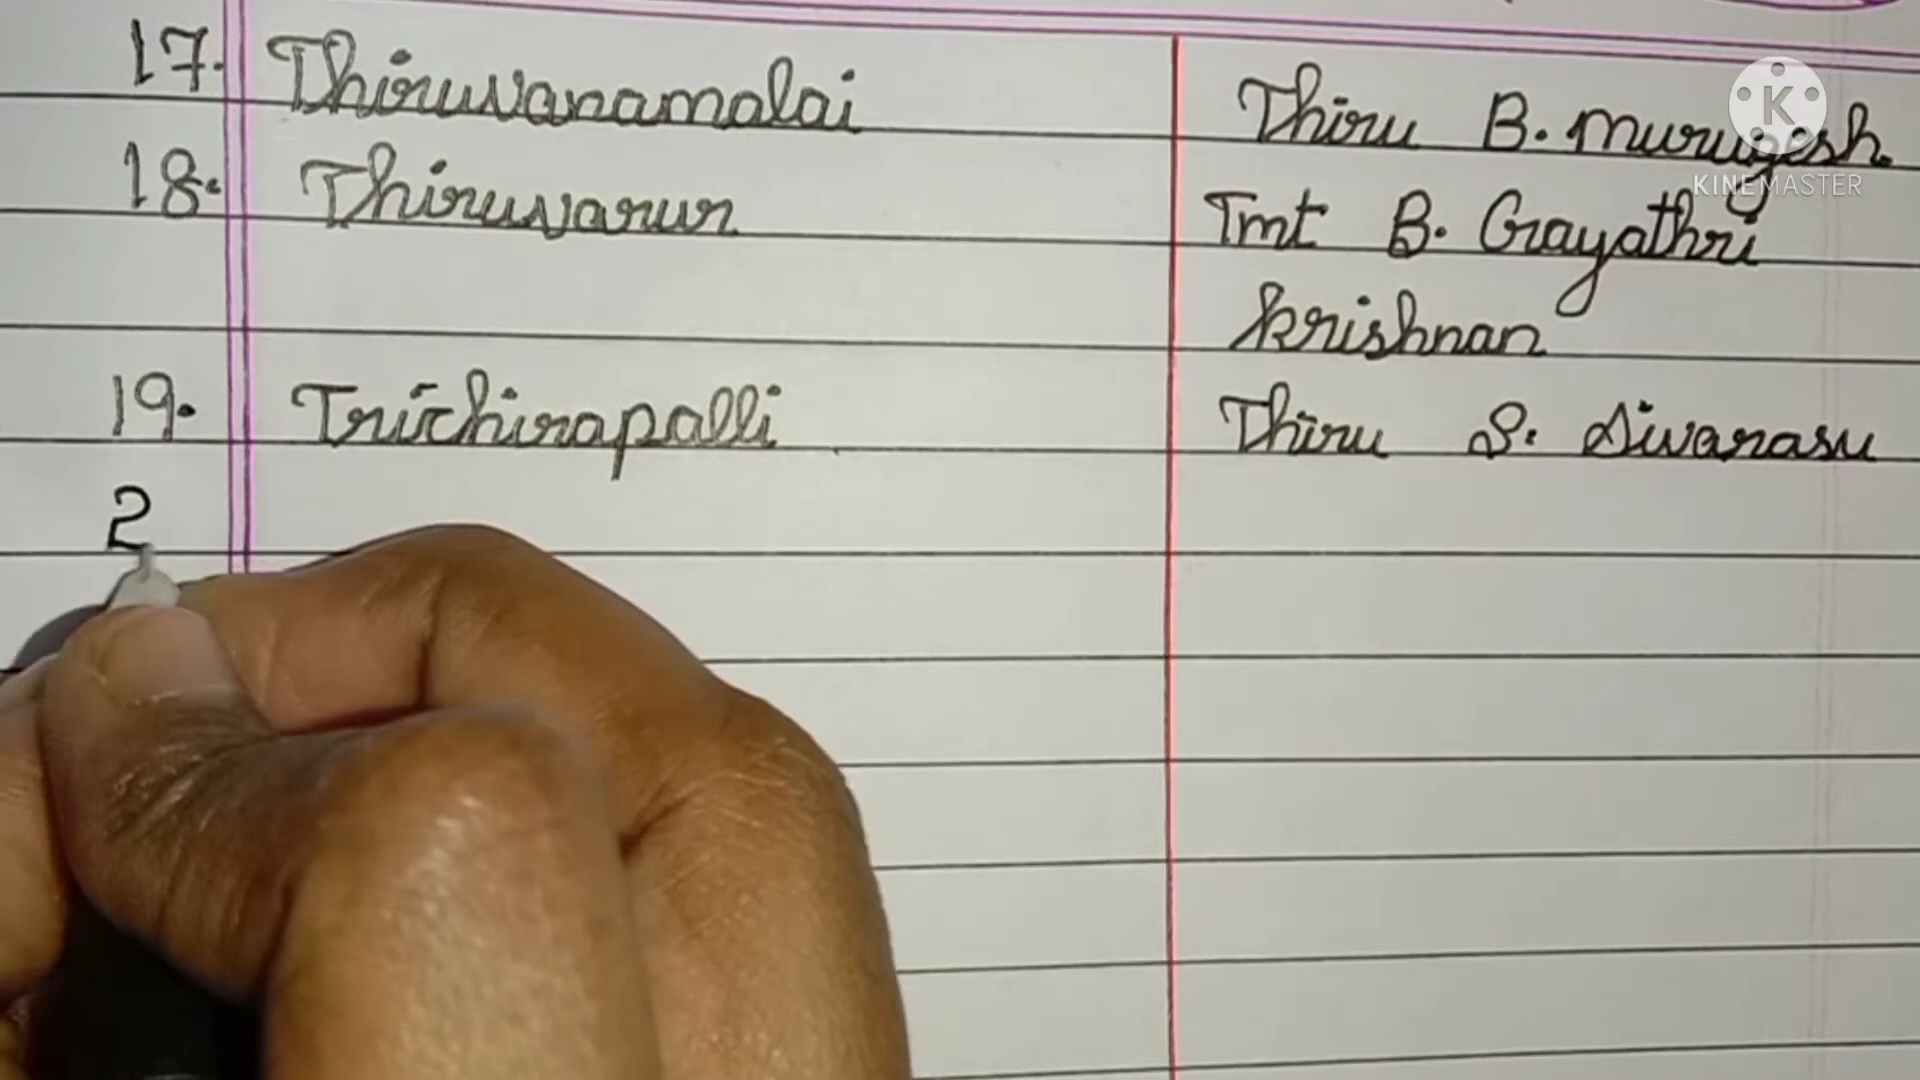 17. Thiruvanamalai Thiru B. Murugesh.
18. Thiruvarur Tmt B. Gayathri
Krishnan
19. Trichirapalli Thiru S. Sivarasu
2
K
KINEMASTER